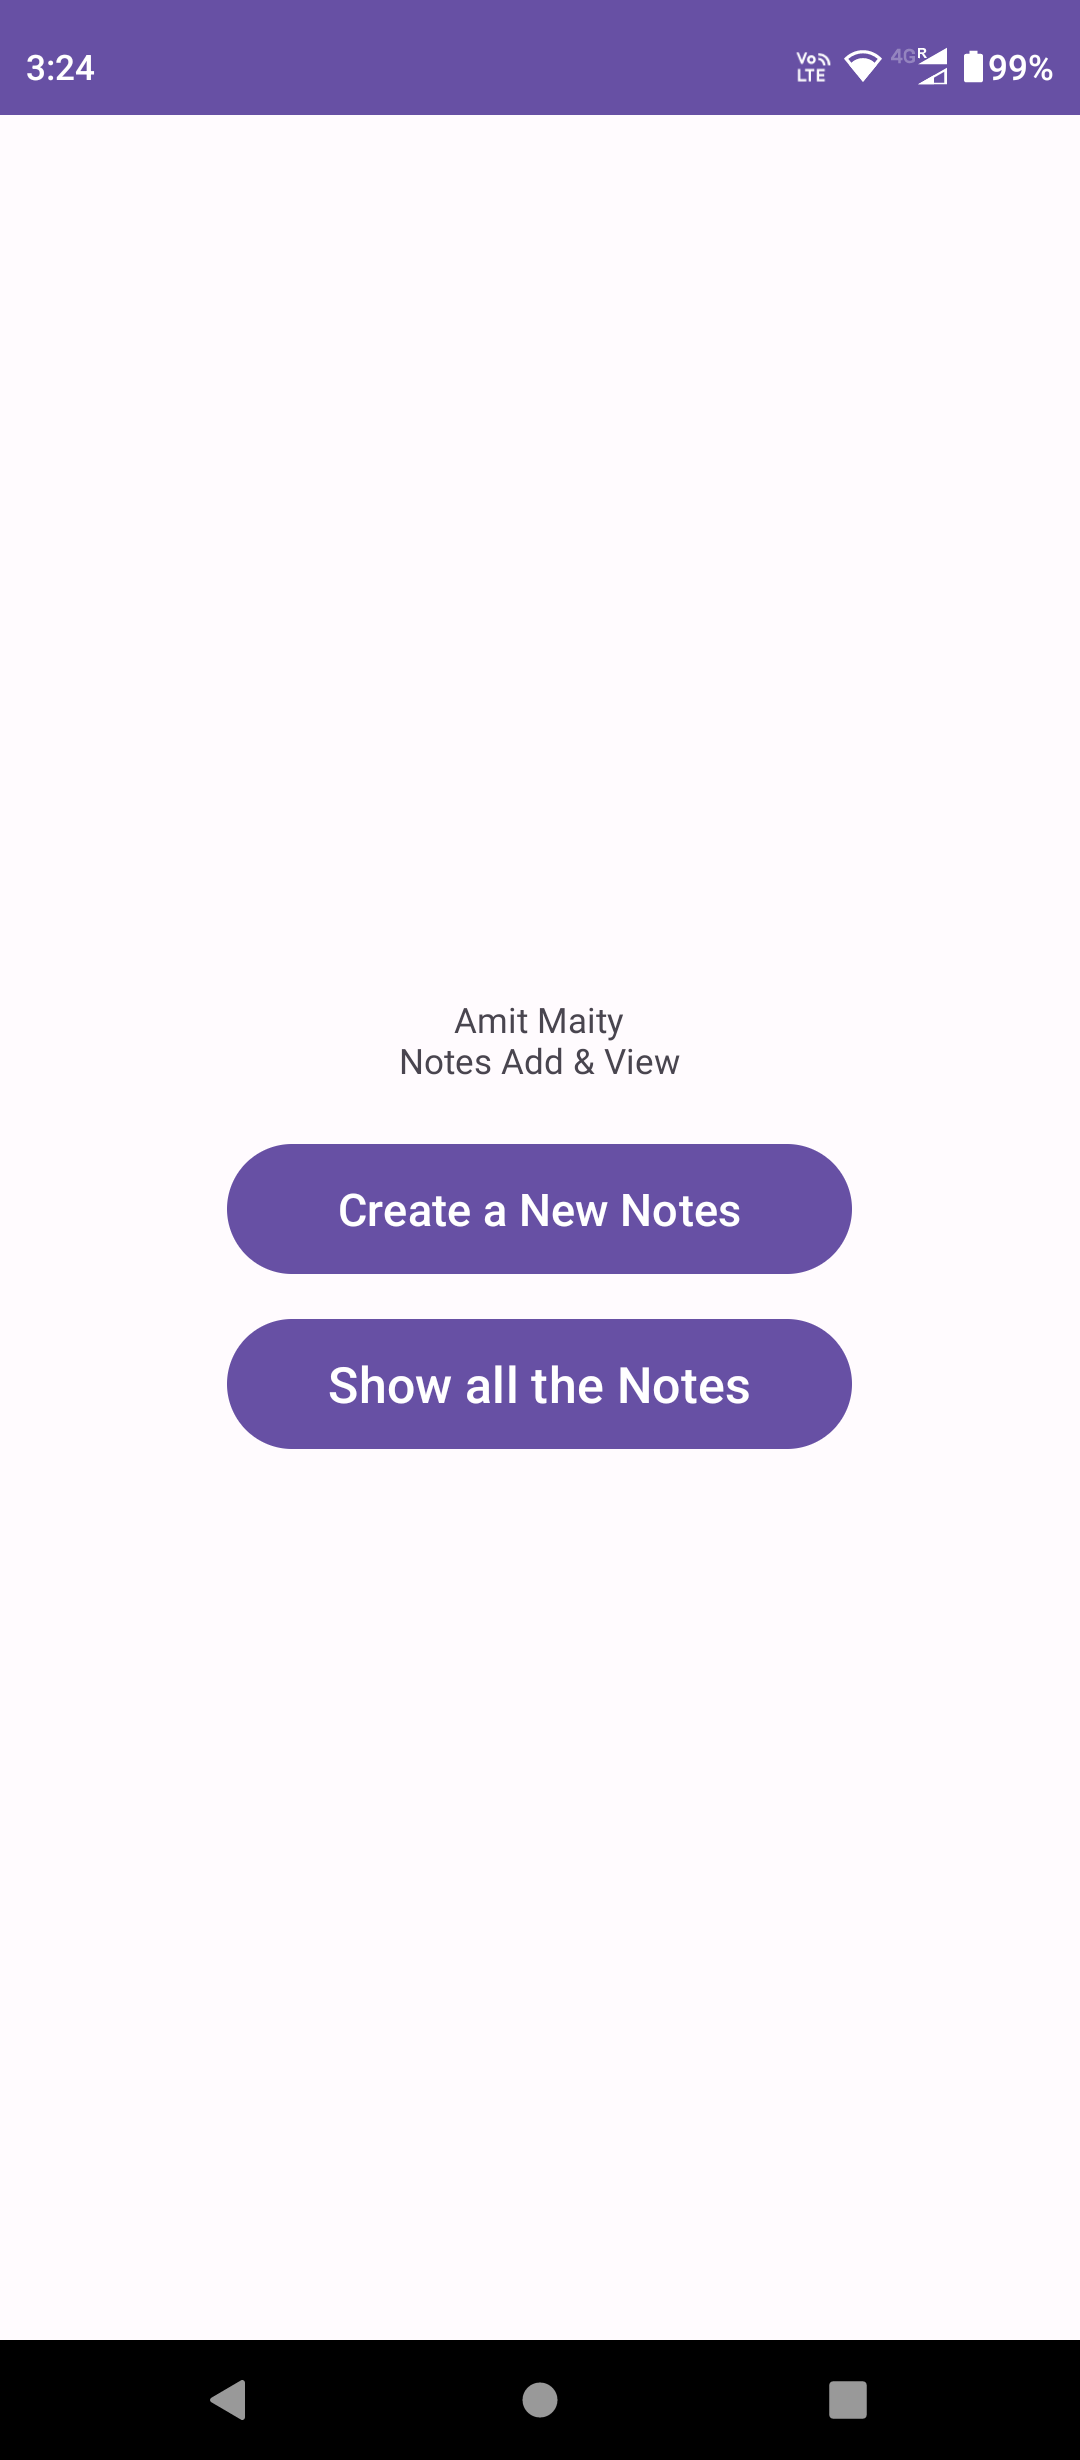 3:24 Vo LTE 4G R 99%
Amit Maity
Notes Add & View
Create a New Notes
Show all the Notes